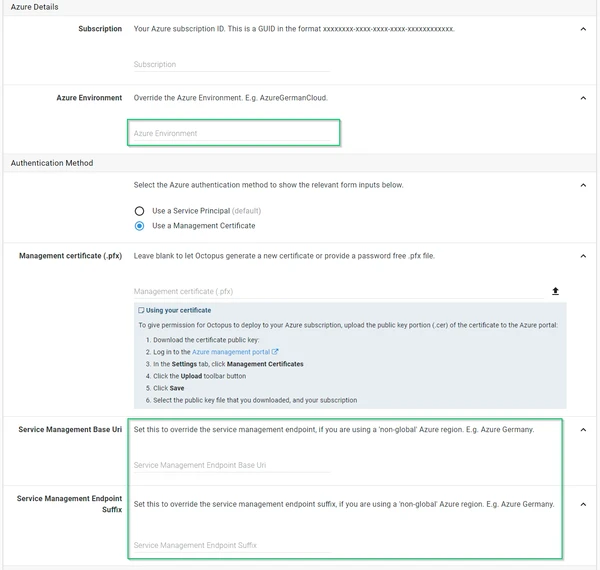 Azure Details
Subscription
Your Azure subscription ID. This is a GUID in the format xxxxxxxx-xxxx-xxxx-xxxx-xxxxxxxxxxxx.
Subscription
Azure Environment
Override the Azure Environment. E.g. AzureGermanCloud.
Azure Environment
Authentication Method
Select the Azure authentication method to show the relevant form inputs below.
Use a Service Principal (default)
Use a Management Certificate
Management certificate (.pfx)
Leave blank to let Octopus generate a new certificate or provide a password free .pfx file.
Management certificate (.pfx)
Using your certificate
To give permission for Octopus to deploy to your Azure subscription, upload the public key portion (.cer) of the certificate to the Azure portal:
1. Download the certificate public key:
2. Log in to the Azure management portal
3. In the Settings tab, click Management Certificates
4. Click the Upload toolbar button
5. Click Save
6. Select the public key file that you downloaded, and your subscription
Service Management Base Uri
Set this to override the service management endpoint, if you are using a 'non-global' Azure region. E.g. Azure Germany.
Service Management Endpoint Base Uri
Service Management Endpoint
Suffix
Set this to override the service management endpoint suffix, if you are using a 'non-global' Azure region. E.g. Azure Germany.
Service Management Endpoint Suffix